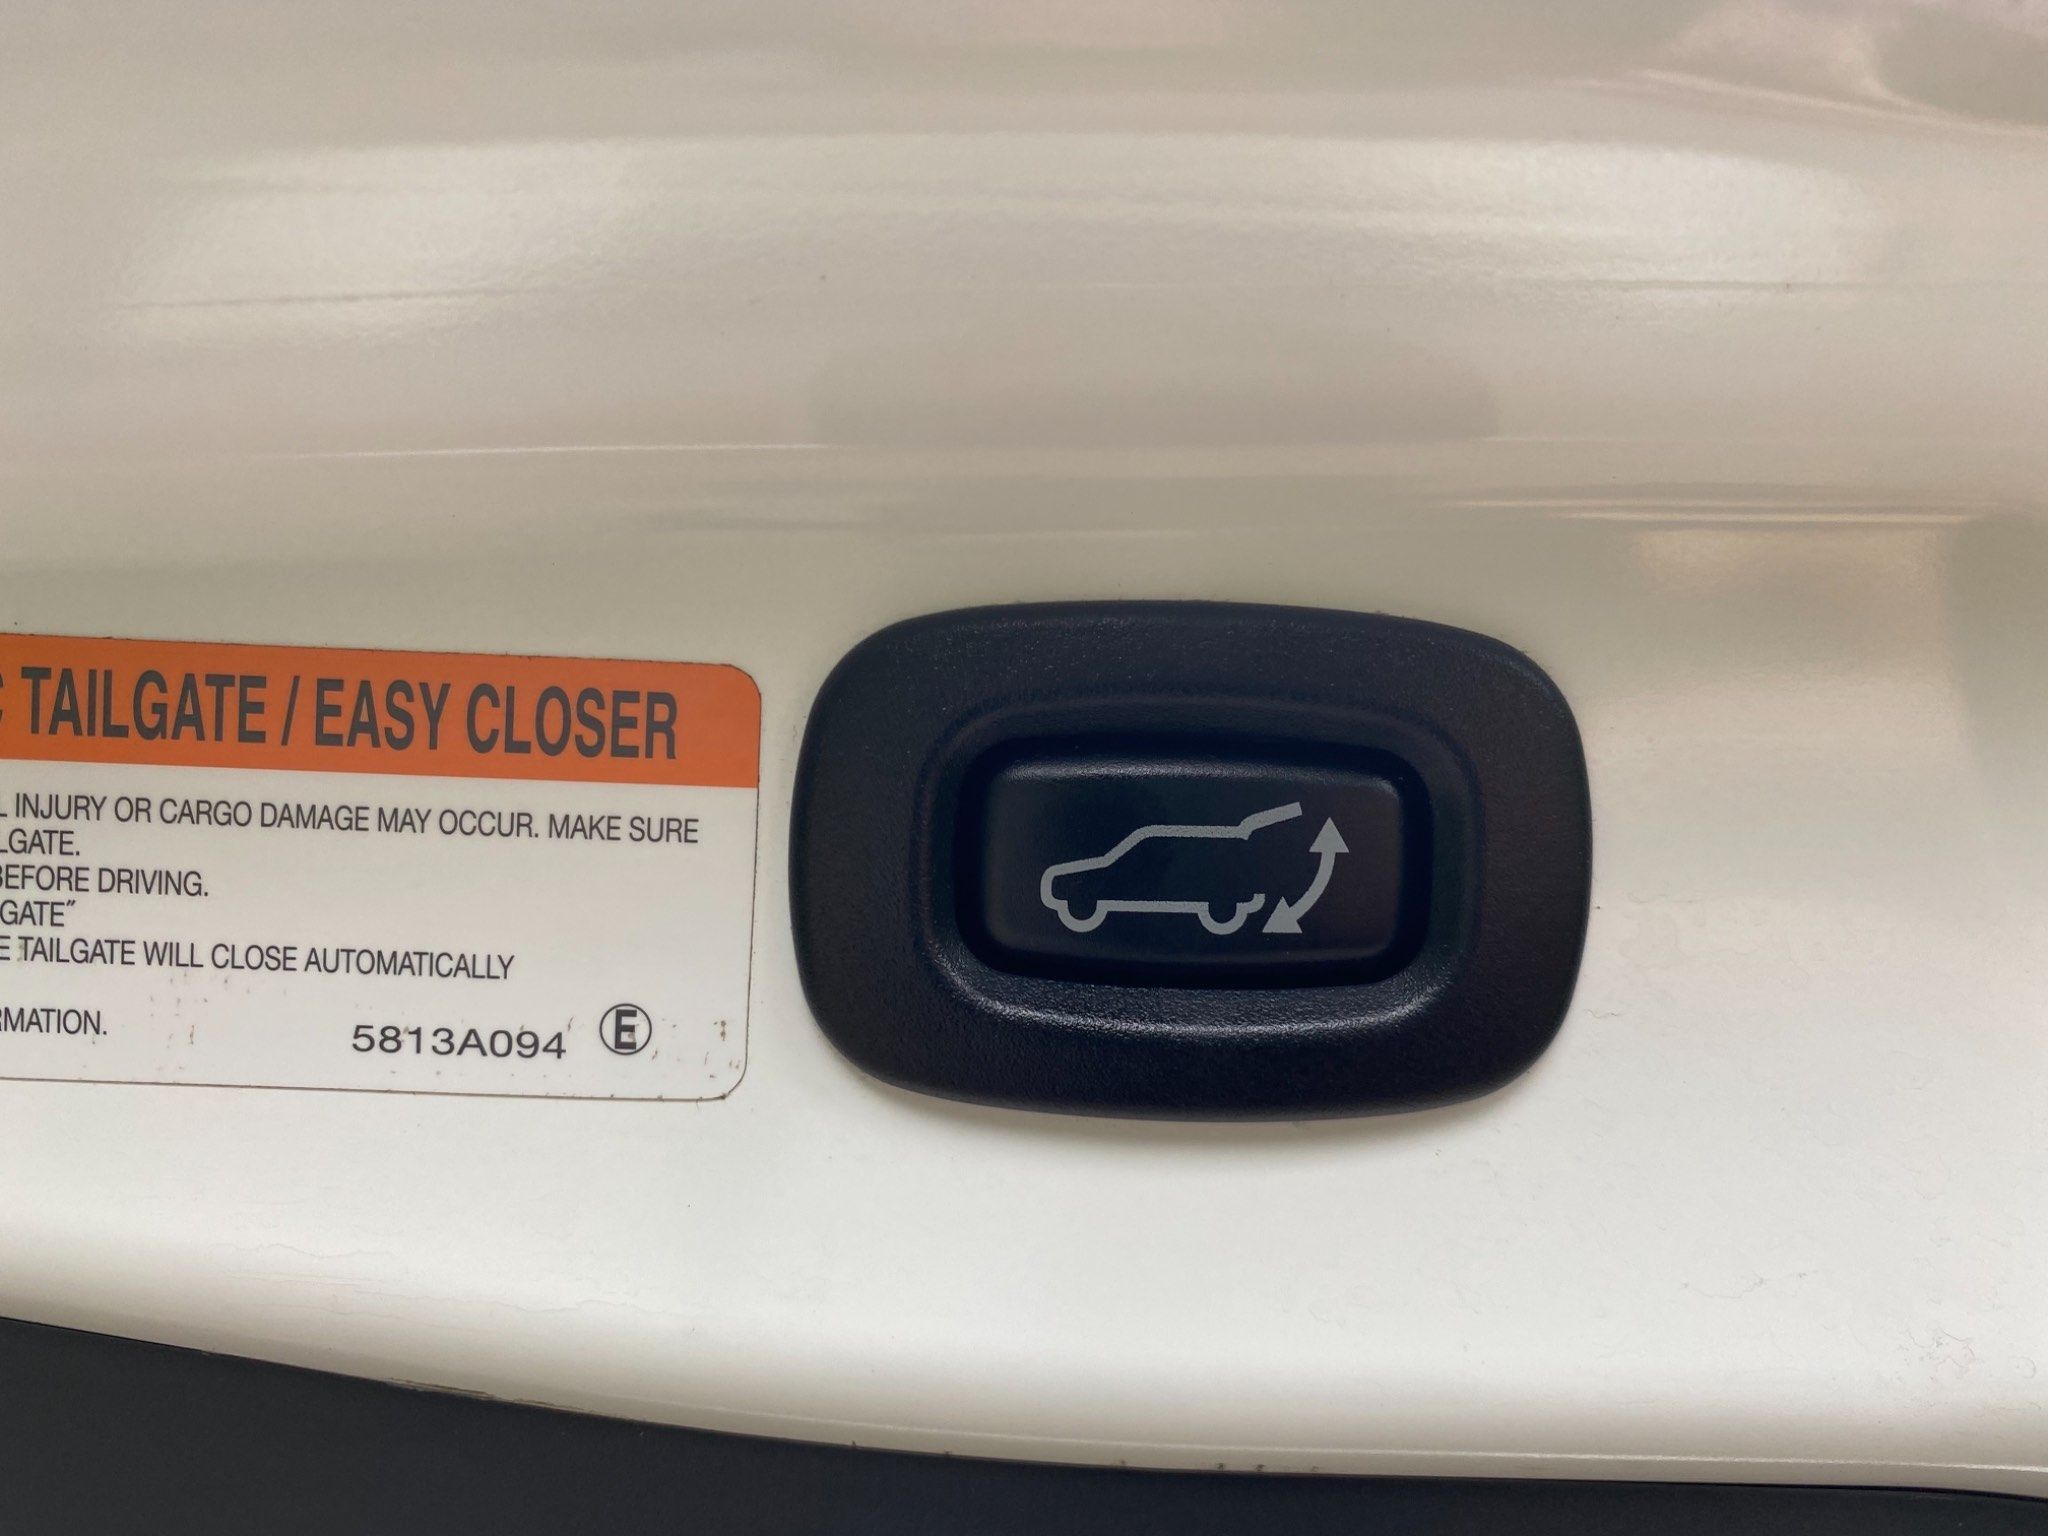 TAILGATE / EASY CLOSER
INJURY OR CARGO DAMAGE MAY OCCUR. MAKE SURE
LGATE.
BEFORE DRIVING.
GATE"
E TAILGATE WILL CLOSE AUTOMATICALLY
RMATION.
5813A094 E